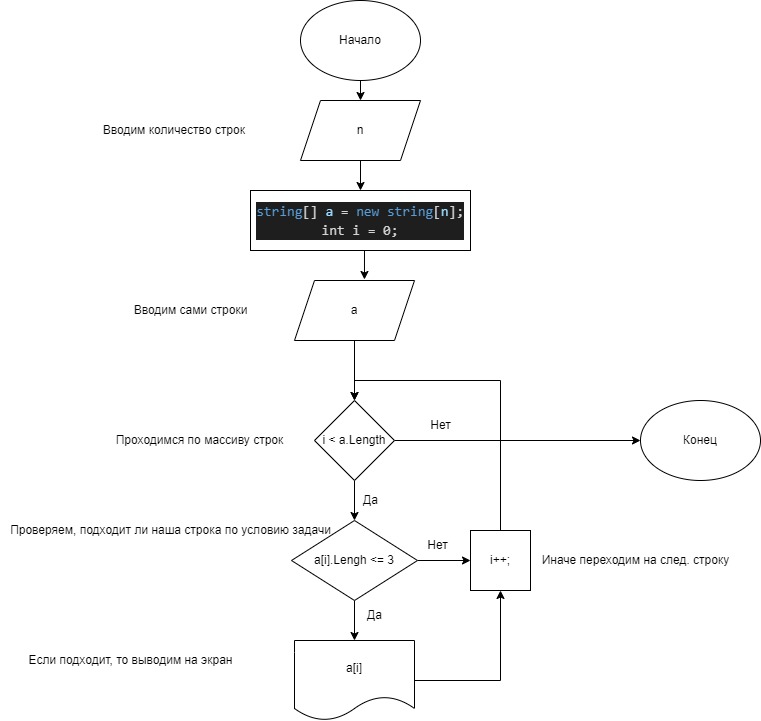 Начало
Вводим количество строк
n
string[] a = new string[n];
int i = 0;
Вводим сами строки
a
Проходимся по массиву строк
i < a.Length
Нет
Конец
Да
Проверяем, подходит ли наша строка по условию задачи
a[i].Lengh <= 3
Нет
i++;
Иначе переходим на след. строку
Да
Если подходит, то выводим на экран
a[i]